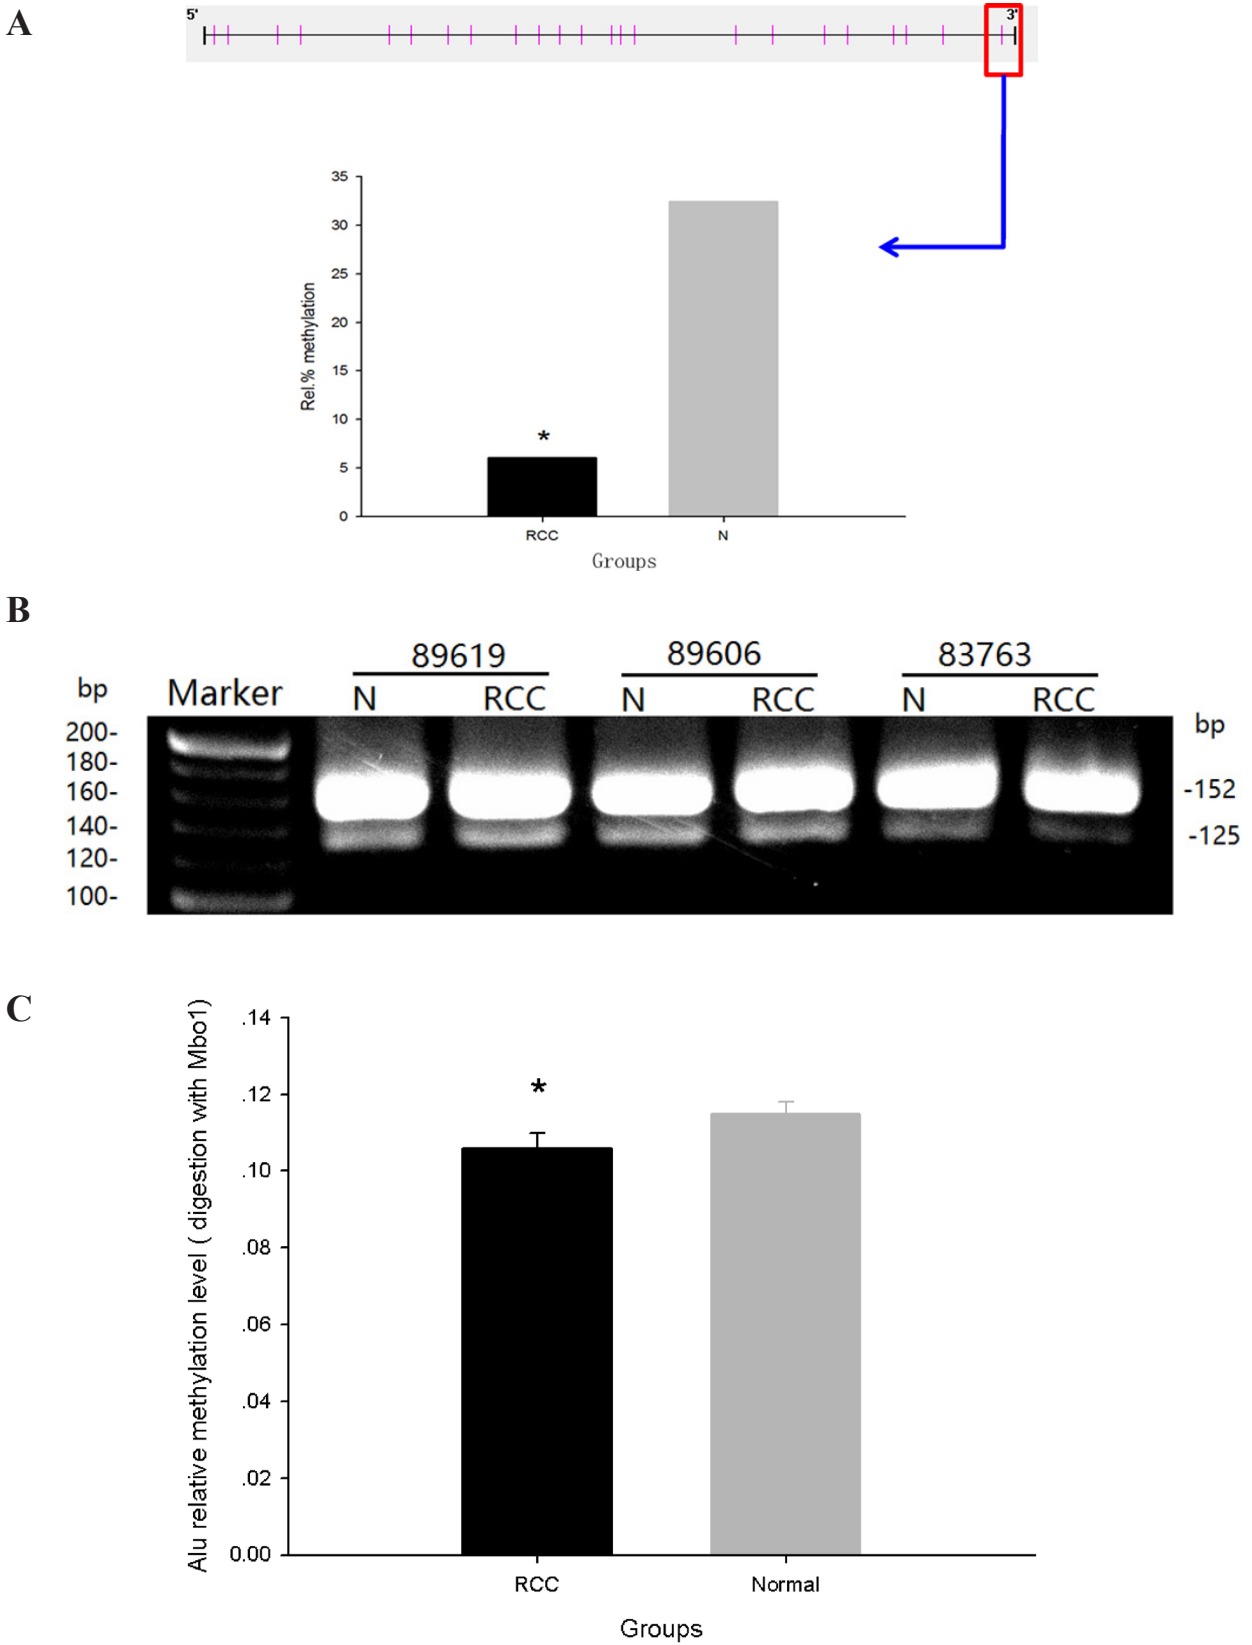 A
5' 3'
35
30
25
20
15
10
5
0
Rel.% methylation
*
RCC N
Groups
B
89619 89606 83763
bp Marker N RCC N RCC N RCC
bp
200-
180-
160-
140-
120-
100-
-152
-125
C
Alu relative methylation level ( digestion with Mbo1)
.14
.12
.10
.08
.06
.04
.02
0.00
*
RCC Normal
Groups